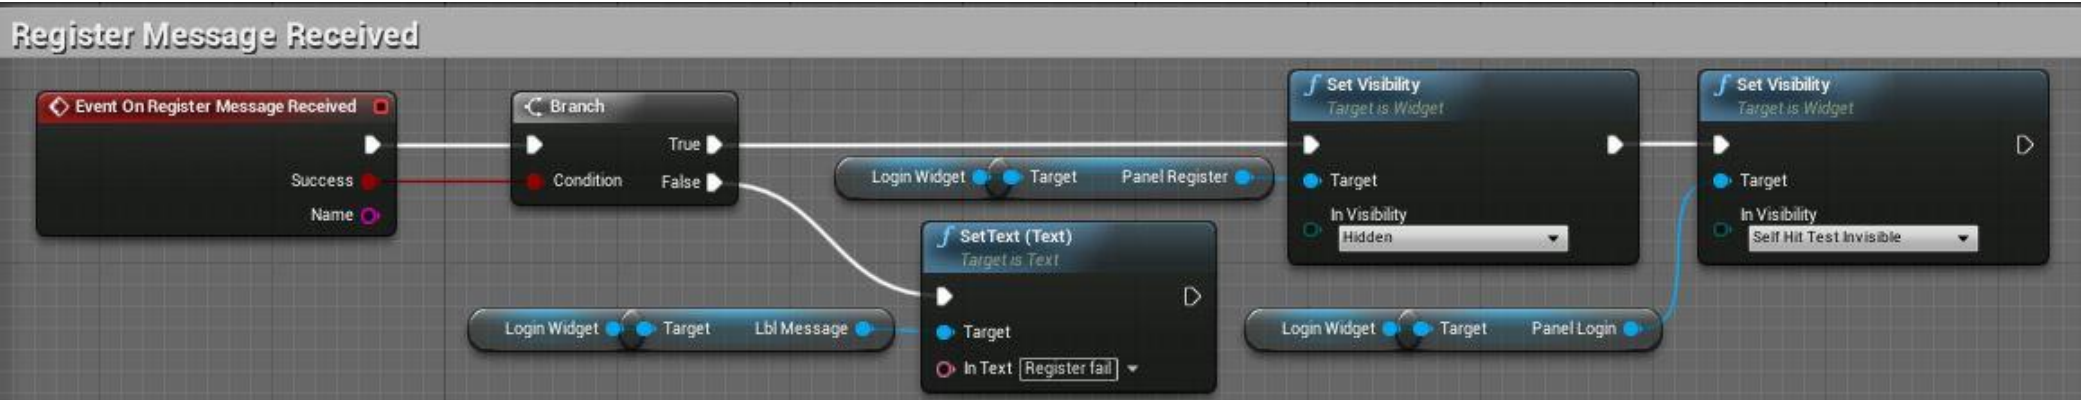 Register Message Received
Event On Register Message Received
Success
Name
Branch
True
Condition
False
Login Widget
Target
Panel Register
Set Visibility
Target is Widget
Target
In Visibility
Hidden
Set Visibility
Target is Widget
Target
In Visibility
Self Hit Test Invisible
Login Widget
Target
Lbl Message
SetText (Text)
Target is Text
Target
In Text Register fail
Login Widget
Target
Panel Login